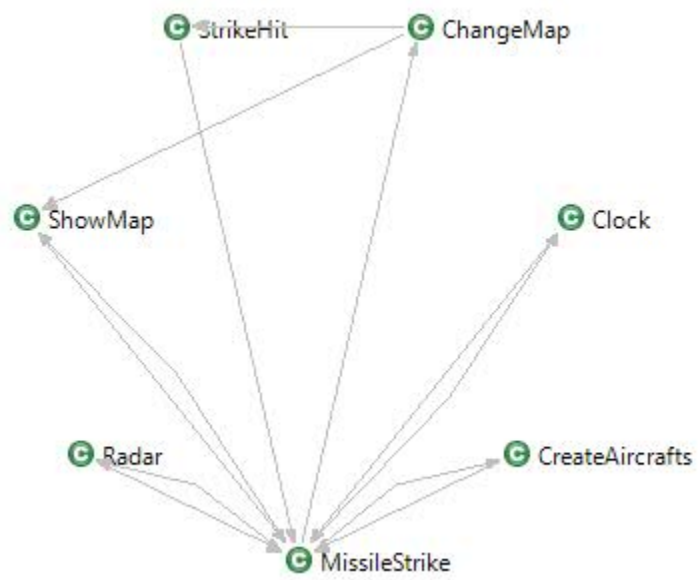 C StrikeHit
C ChangeMap
C ShowMap
C Clock
C Radar
C CreateAircrafts
C MissileStrike